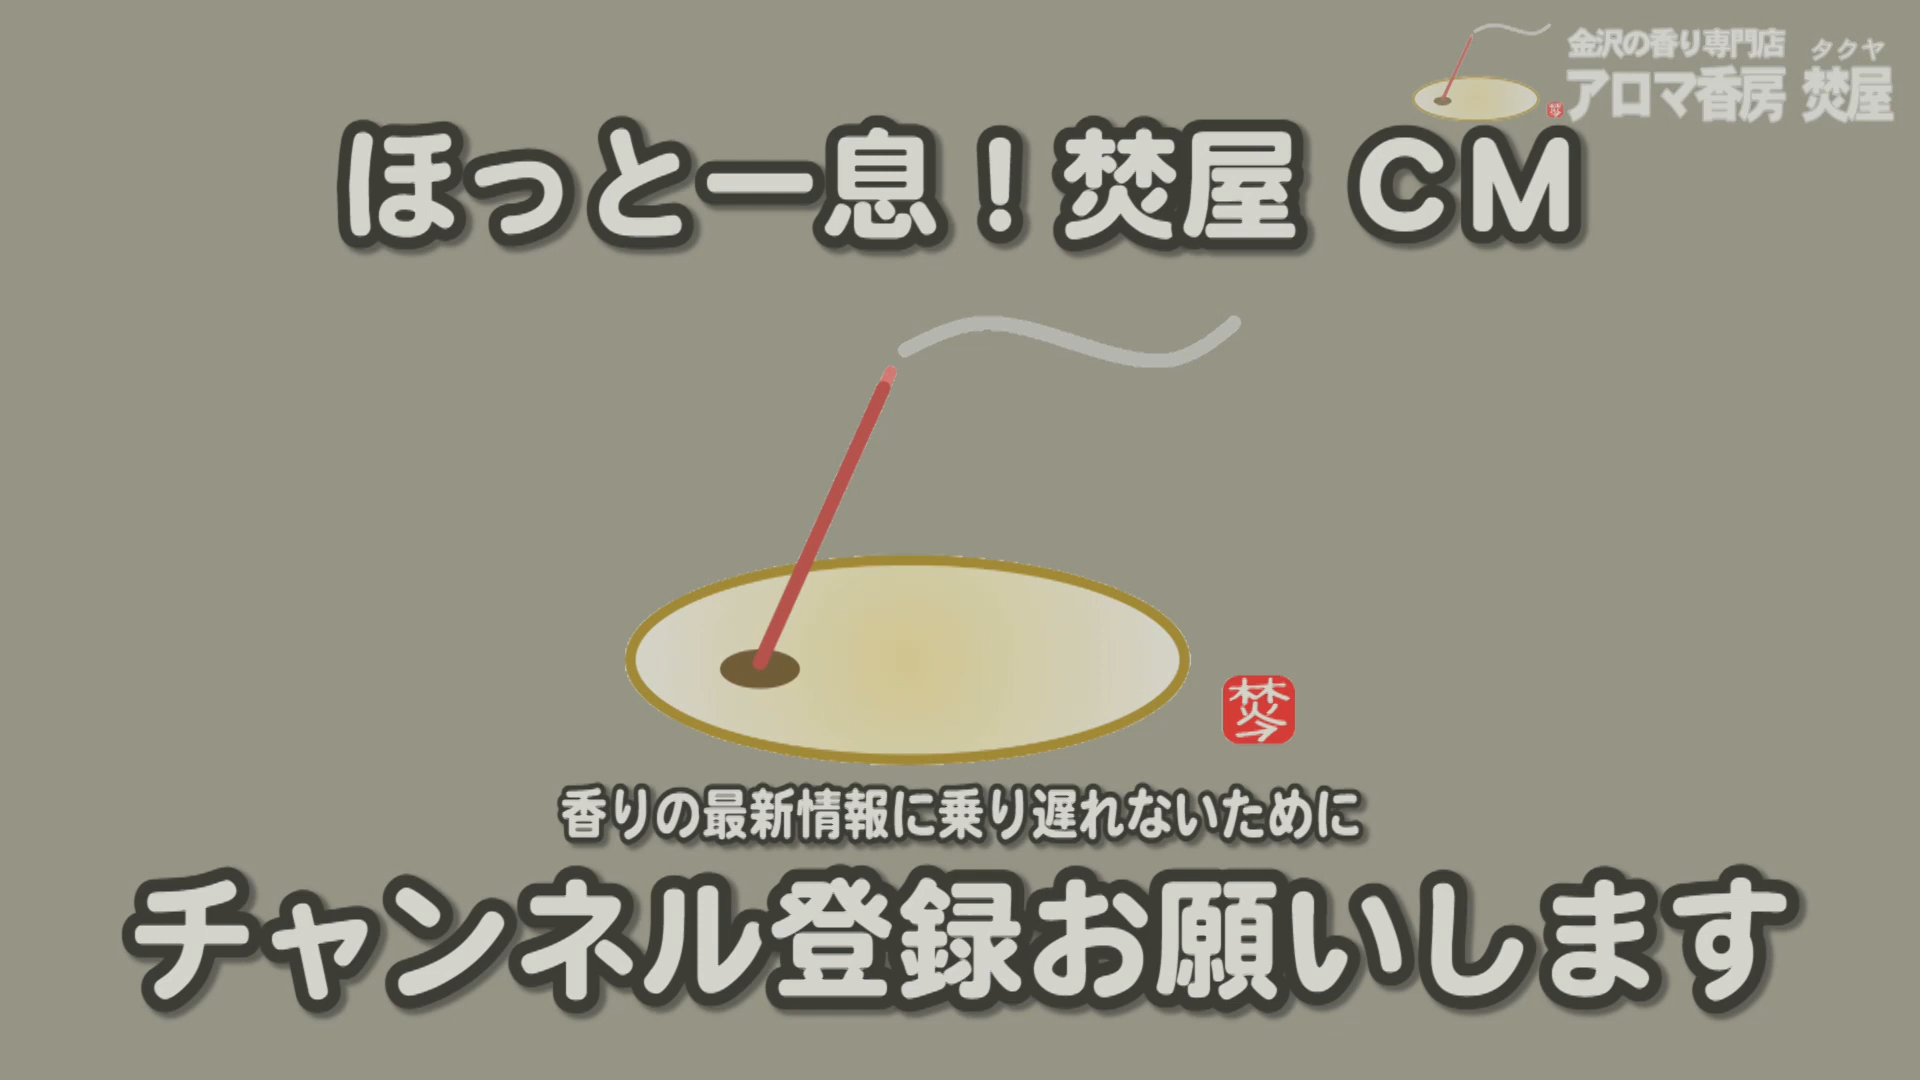 金沢の香り専門店
タクヤ
アロマ香房 焚屋
ほっと一息！焚屋 CM
香りの最新情報に乗り遅れないために
チャンネル登録お願いします